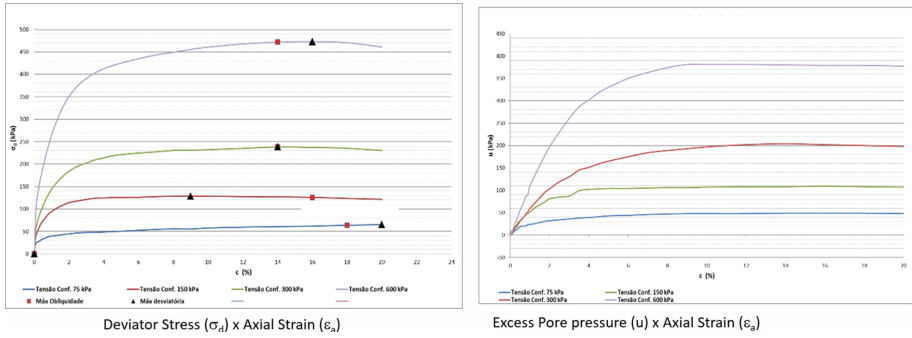 500
450
400
350
300
250
200
150
100
50
0
σd (kPa)
0 2 4 6 8 10 12 14 16 18 20 22 24
ε (%)
Tensão Conf. 75 kPa Tensão Conf. 150 kPa Tensão Conf. 300 kPa Tensão Conf. 600 kPa
Máx Obliquidade Máx desviatória
Deviator Stress (σd) x Axial Strain (εa)
450
400
350
300
250
200
150
100
50
0
-50
u (kPa)
0 2 4 6 8 10 12 14 16 18 20
ε (%)
Tensão Conf. 75 kPa Tensão Conf. 150 kPa
Tensão Conf. 300 kPa Tensão Conf. 600 kPa
Excess Pore pressure (u) x Axial Strain (εa)